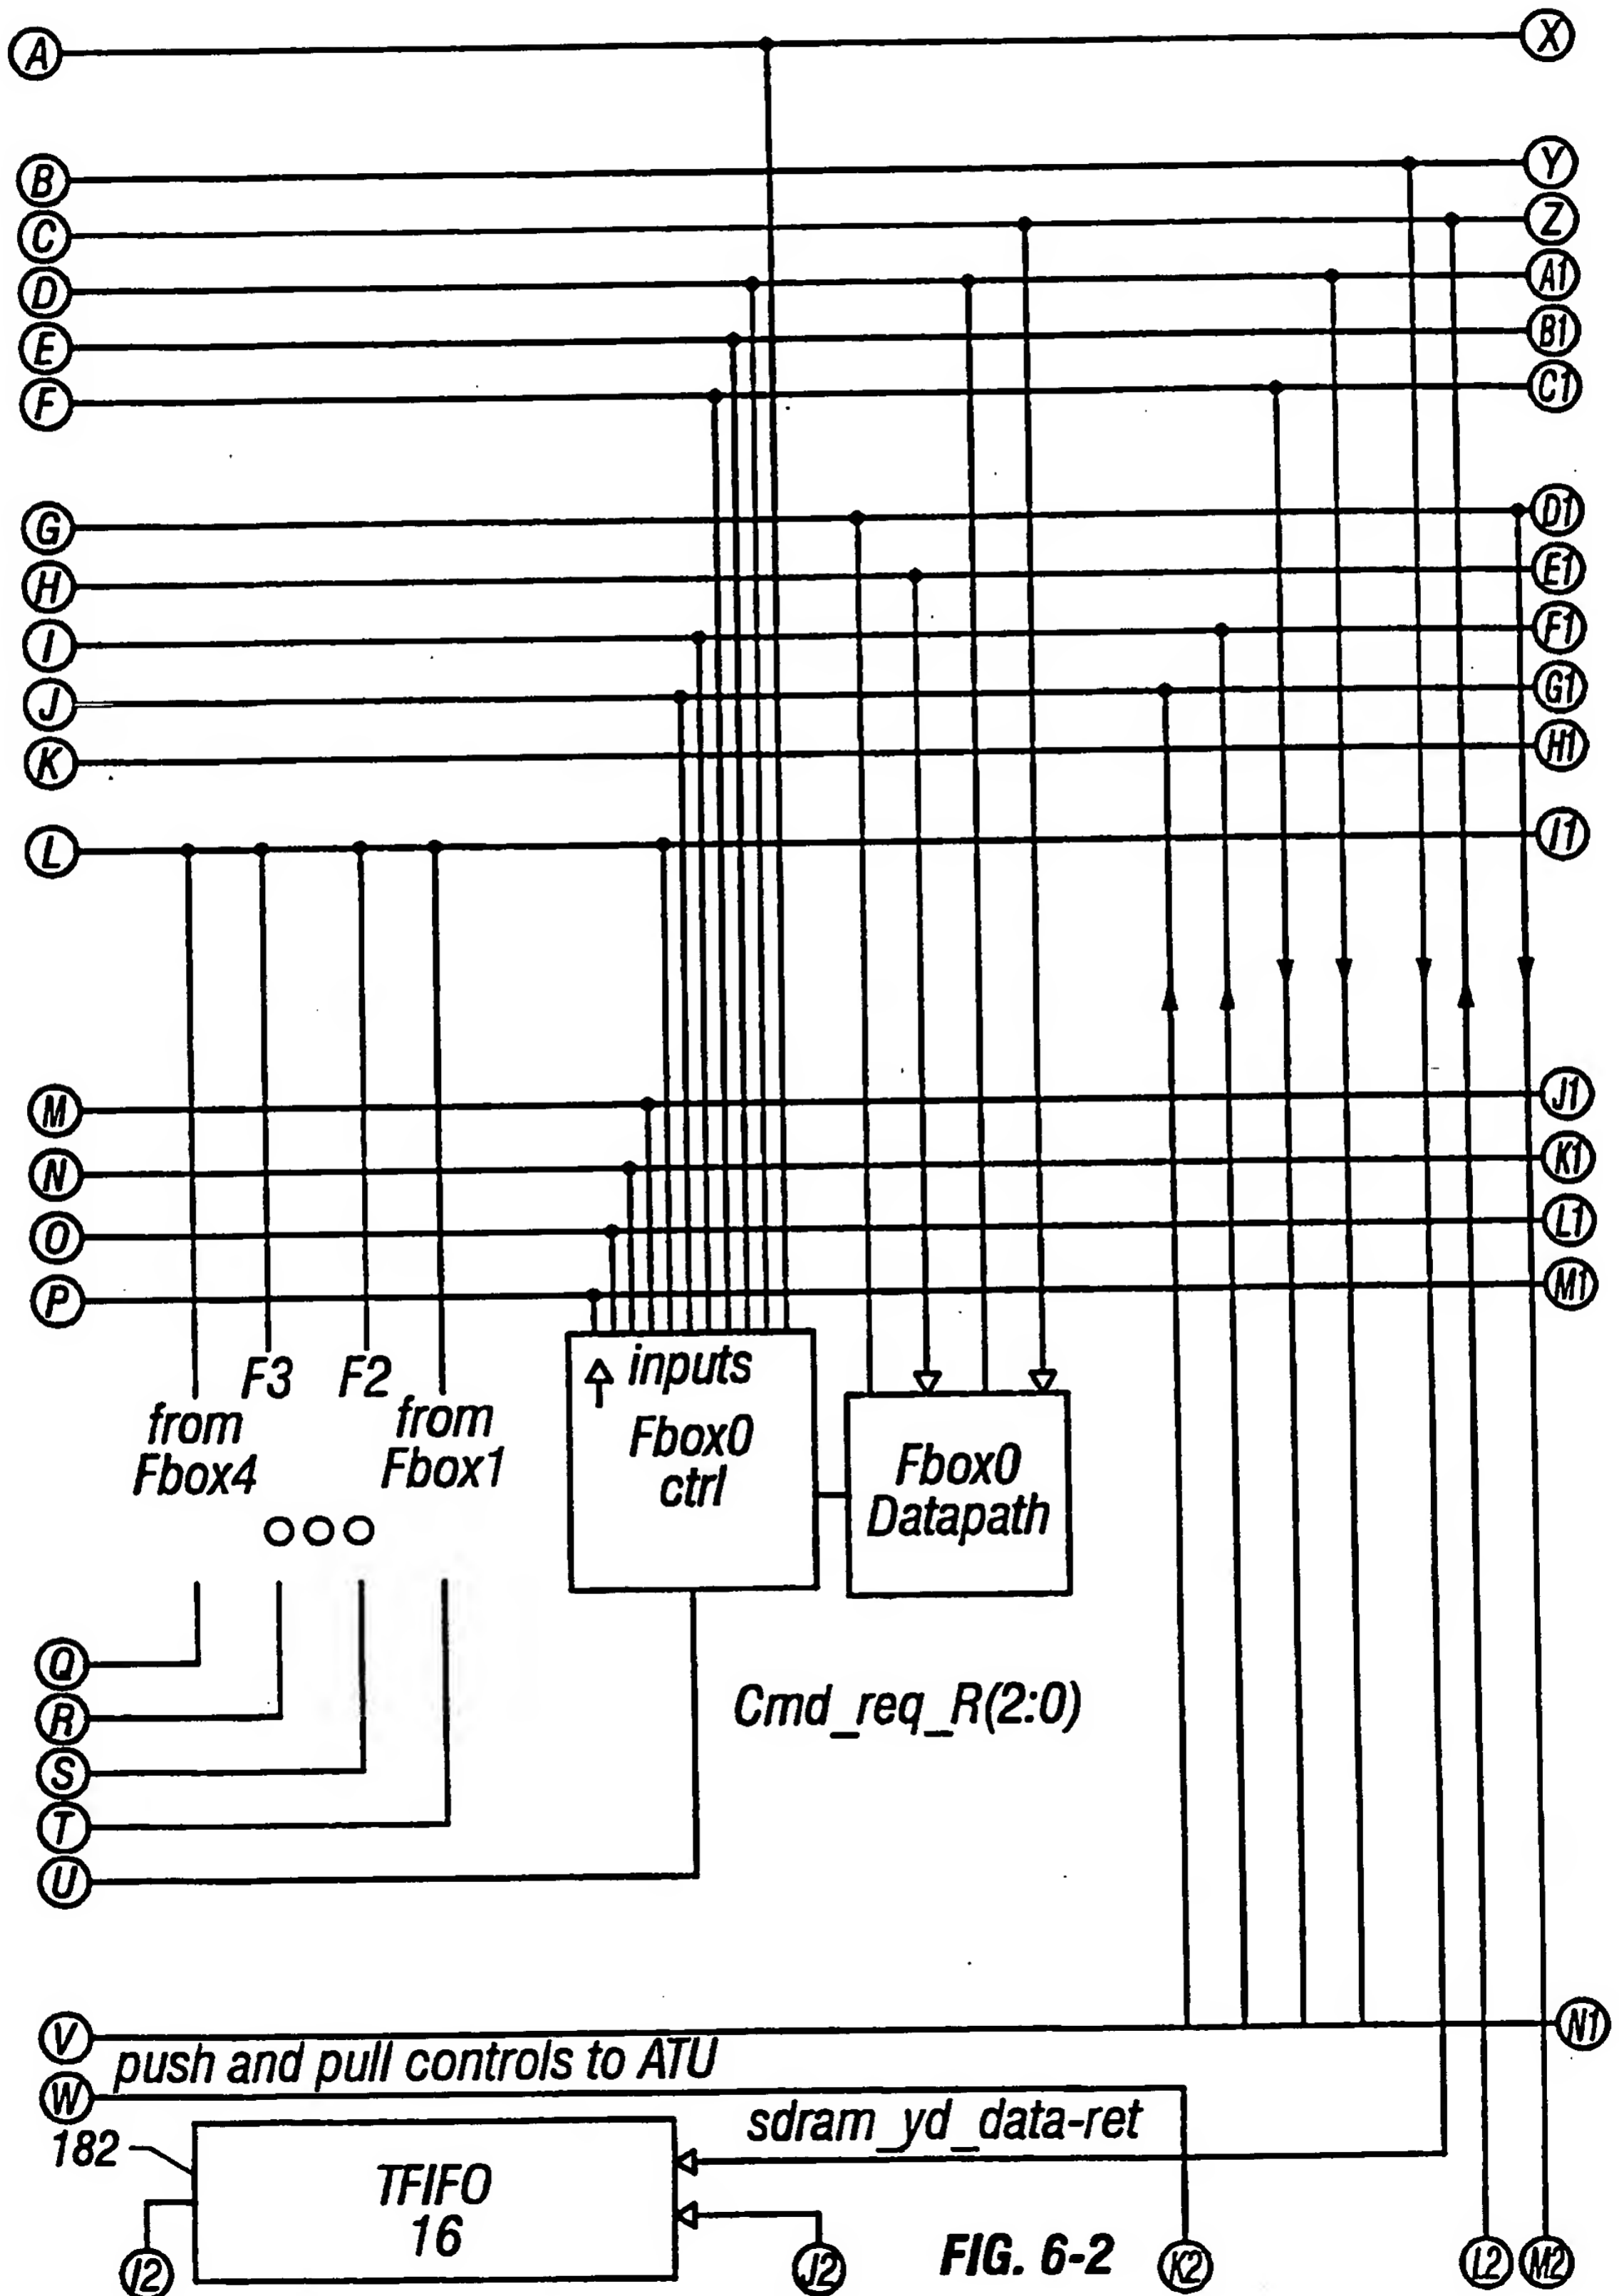 A X
B Y
C Z
D A1
E B1
F C1
G D1
H E1
I F1
J G1
K H1
L I1
M J1
N K1
O L1
P M1
F3 F2
from Fbox4
from Fbox1
inputs
Fbox0
ctrl
Fbox0
Datapath
Q
R
S
T
U
Cmd_req_R(2:0)
V N1
push and pull controls to ATU
W
sdram_yd_data-ret
182
TFIFO
16
I2 J2
FIG. 6-2
K2 L2 M2